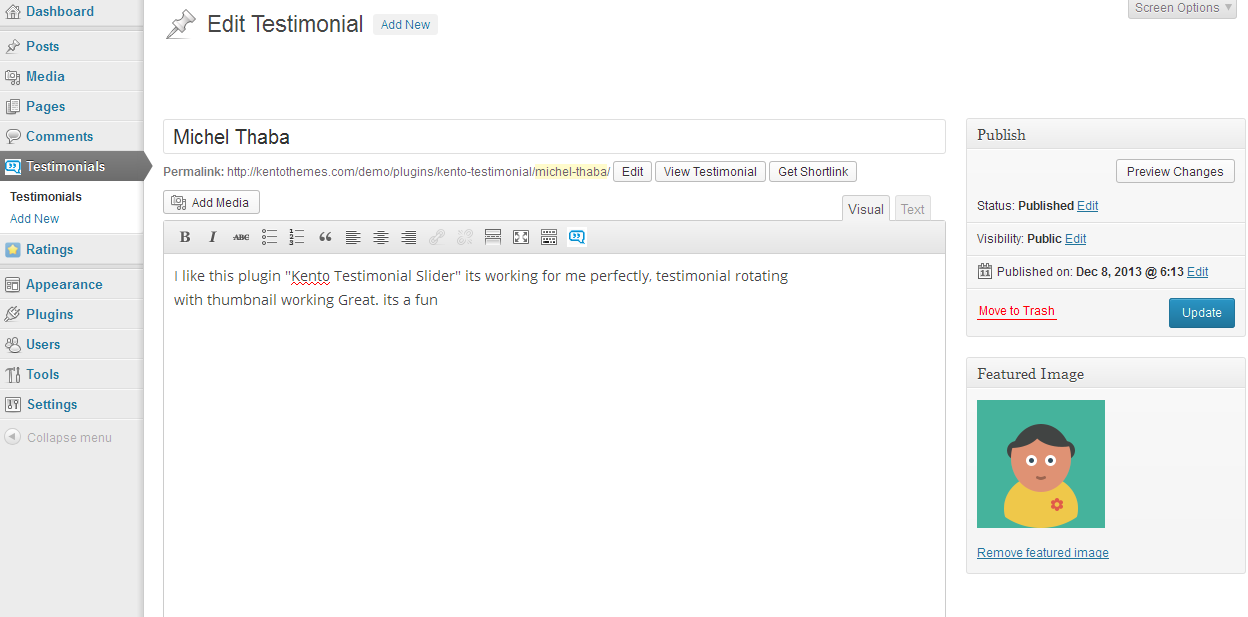 Dashboard
Posts
Media
Pages
Comments
Testimonials
Testimonials
Add New
Ratings
Appearance
Plugins
Users
Tools
Settings
Collapse menu
Screen Options
Edit Testimonial Add New
Michel Thaba
Permalink: http://kentothemes.com/demo/plugins/kento-testimonial/michel-thaba/ Edit View Testimonial Get Shortlink
Add Media
Visual Text
B I ABC
I like this plugin "Kento Testimonial Slider" its working for me perfectly, testimonial rotating
with thumbnail working Great. its a fun
Publish
Preview Changes
Status: Published Edit
Visibility: Public Edit
Published on: Dec 8, 2013 @ 6:13 Edit
Move to Trash Update
Featured Image
Remove featured image